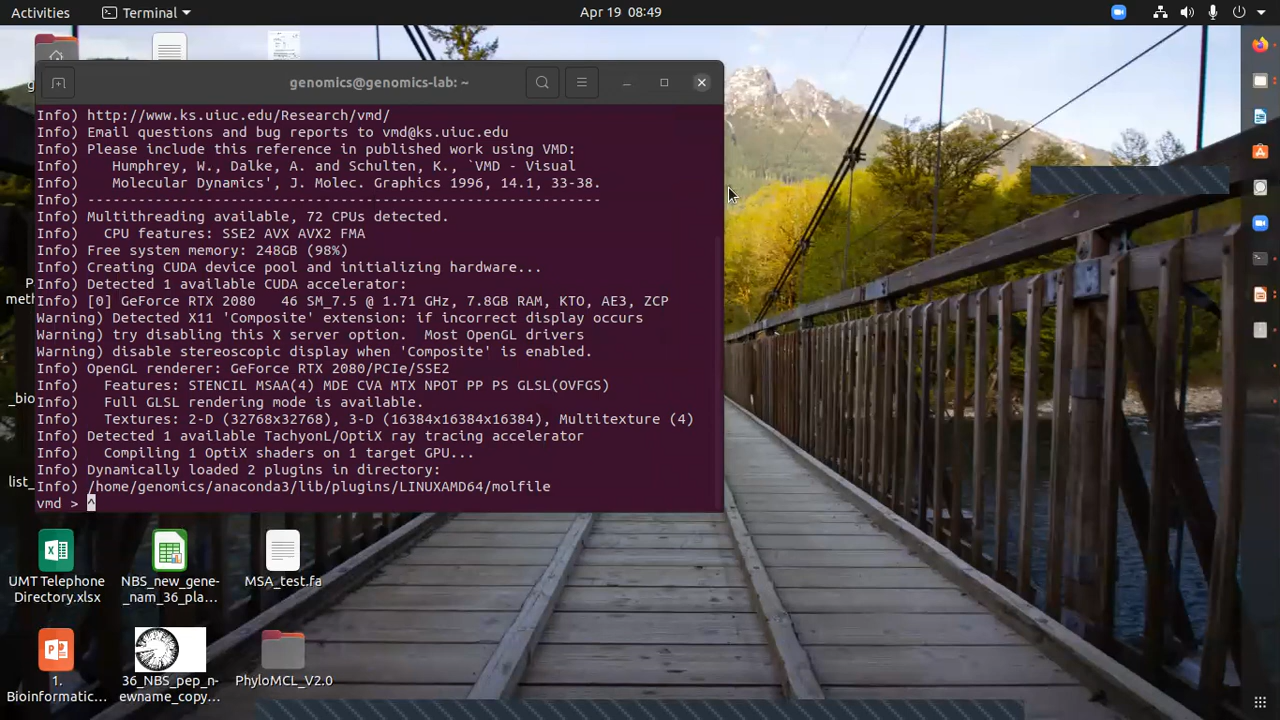 Activities
Terminal
Apr 19 08:49
genomics@genomics-lab: ~
Info) http://www.ks.uiuc.edu/Research/vmd/
Info) Email questions and bug reports to vmd@ks.uiuc.edu
Info) Please include this reference in published work using VMD:
Info)    Humphrey, W., Dalke, A. and Schulten, K., `VMD - Visual
Info)    Molecular Dynamics', J. Molec. Graphics 1996, 14.1, 33-38.
Info) -------------------------------------------------------------
Info) Multithreading available, 72 CPUs detected.
Info)   CPU features: SSE2 AVX AVX2 FMA
Info) Free system memory: 248GB (98%)
Info) Creating CUDA device pool and initializing hardware...
Info) Detected 1 available CUDA accelerator:
Info) [0] GeForce RTX 2080   46 SM_7.5 @ 1.71 GHz, 7.8GB RAM, KTO, AE3, ZCP
Warning) Detected X11 'Composite' extension: if incorrect display occurs
Warning) try disabling this X server option.  Most OpenGL drivers
Warning) disable stereoscopic display when 'Composite' is enabled.
Info) OpenGL renderer: GeForce RTX 2080/PCIe/SSE2
Info)   Features: STENCIL MSAA(4) MDE CVA MTX NPOT PP PS GLSL(OVFGS)
Info)   Full GLSL rendering mode is available.
Info)   Textures: 2-D (32768x32768), 3-D (16384x16384x16384), Multitexture (4)
Info) Detected 1 available TachyonL/OptiX ray tracing accelerator
Info)   Compiling 1 OptiX shaders on 1 target GPU...
Info) Dynamically loaded 2 plugins in directory:
Info) /home/genomics/anaconda3/lib/plugins/LINUXAMD64/molfile
vmd > ^
UMT Telephone
Directory.xlsx
NBS_new_gene-
_nam_36_pla...
MSA_test.fa
1.
Bioinformatic...
36_NBS_pep_n-
ewname_copy...
PhyloMCL_V2.0